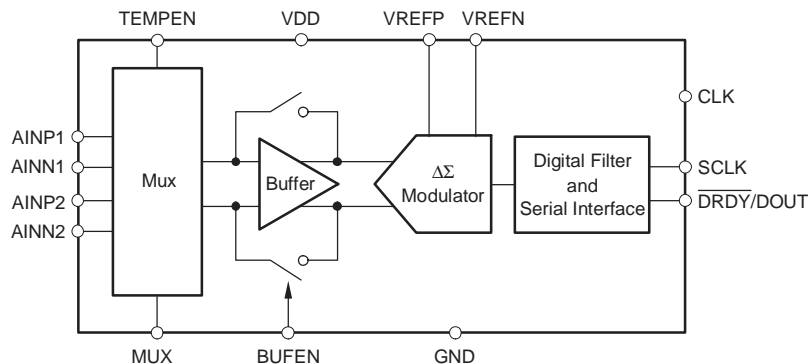 TEMPEN
VDD
VREFP
VREFN
CLK
AINP1
AINN1
AINP2
AINN2
Mux
Buffer
ΔΣ
Modulator
Digital Filter
and
Serial Interface
SCLK
DRDY/DOUT
MUX
BUFEN
GND